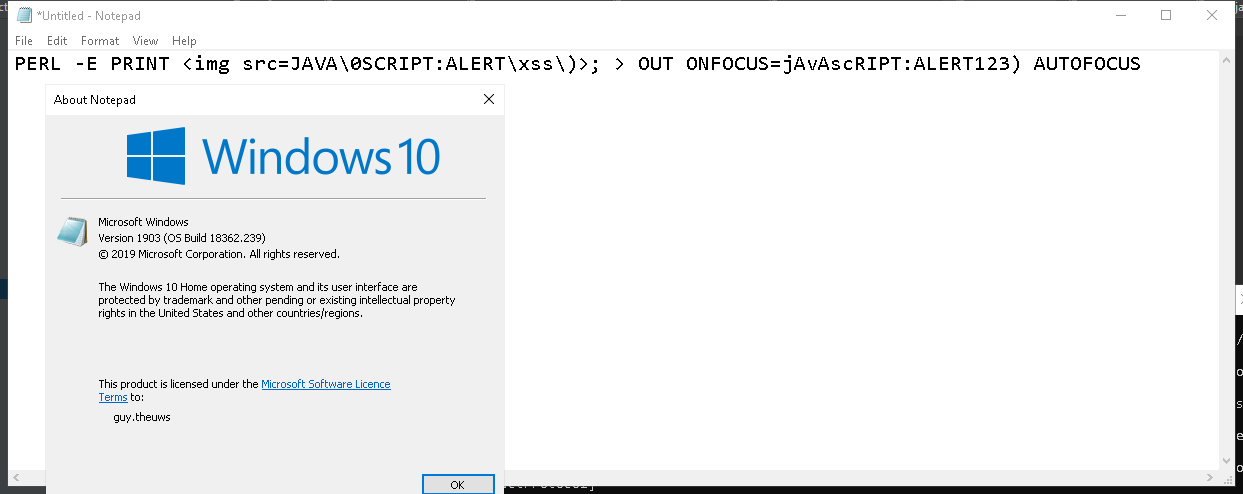 *Untitled - Notepad
File Edit Format View Help
PERL -E PRINT <img src=JAVA\0SCRIPT:ALERT\xss\)>; > OUT ONFOCUS=jAvAscRIPT:ALERT123) AUTOFOCUS
About Notepad
Windows 10
Microsoft Windows
Version 1903 (OS Build 18362.239)
© 2019 Microsoft Corporation. All rights reserved.
The Windows 10 Home operating system and its user interface are
protected by trademark and other pending or existing intellectual property
rights in the United States and other countries/regions.
This product is licensed under the Microsoft Software Licence
Terms to:
guy.theuws
OK